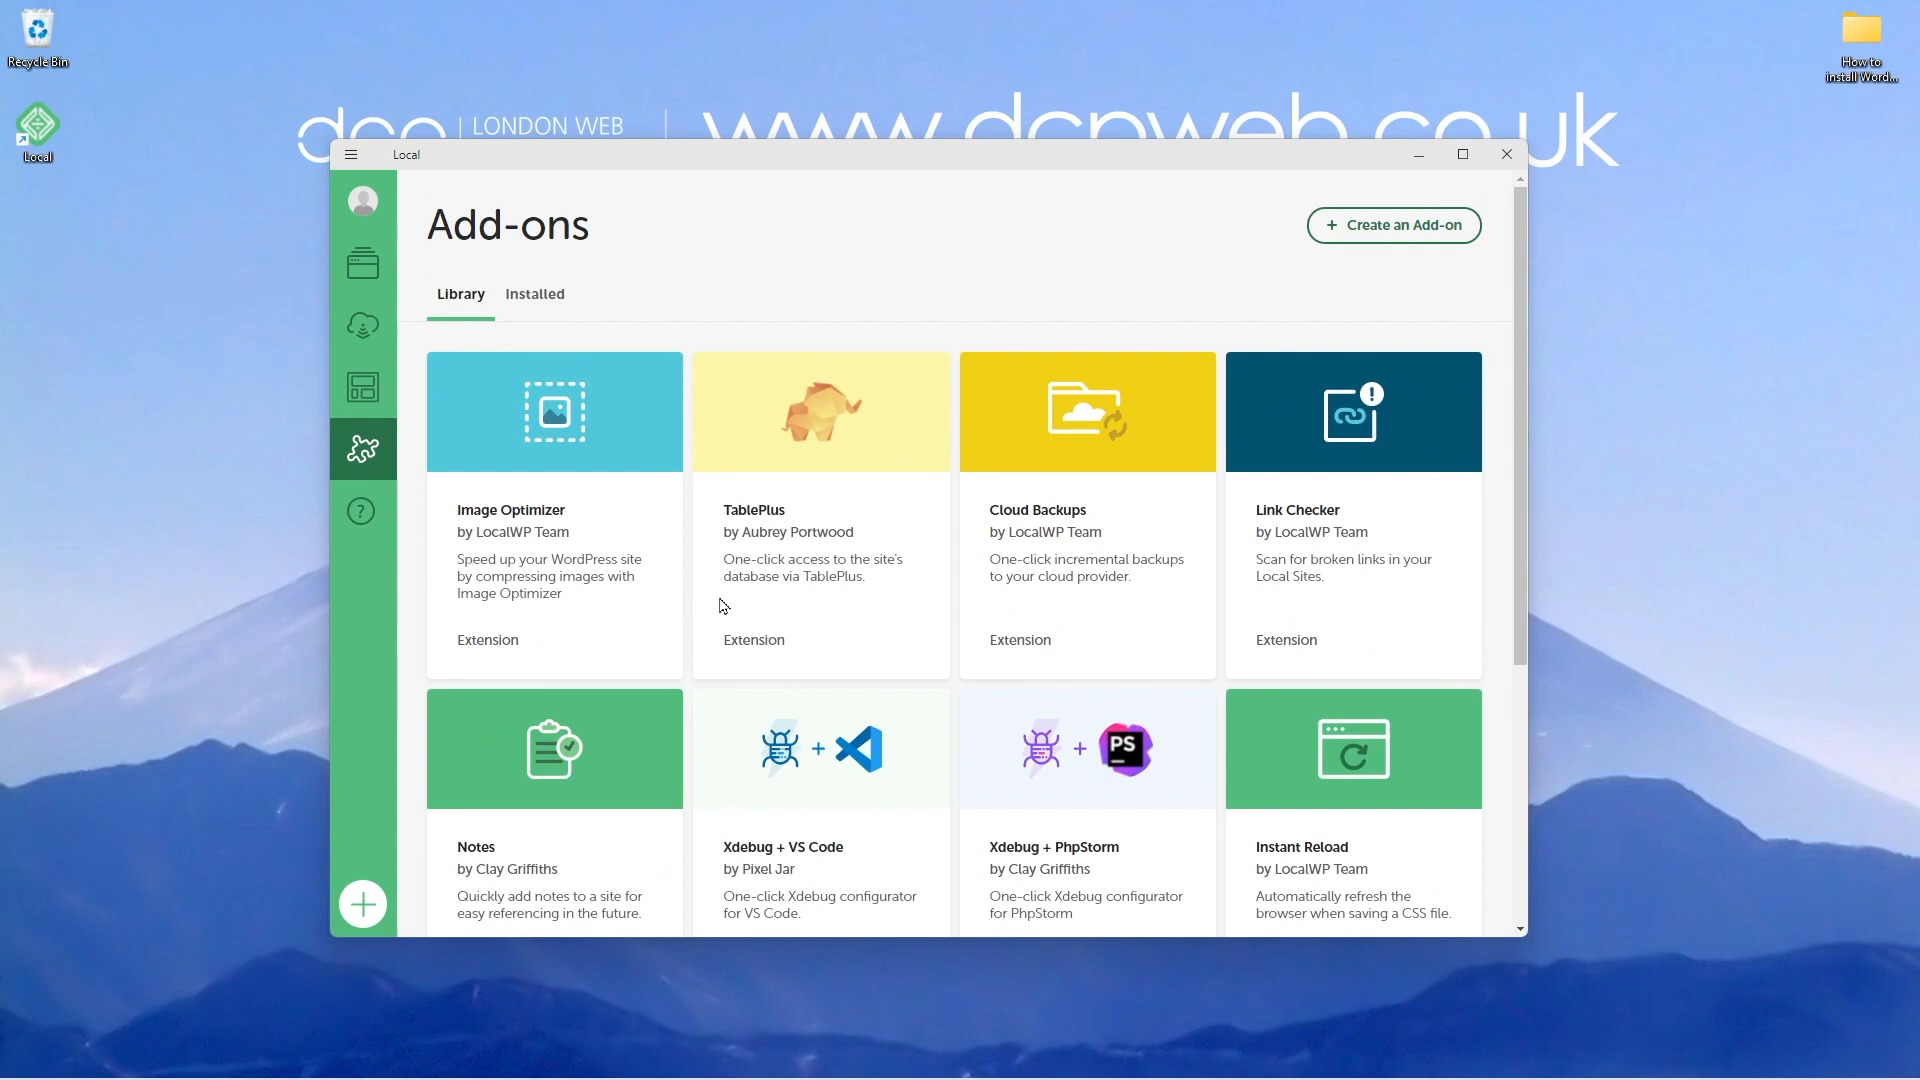 Recycle Bin
Local
How to
install Word...
dcp | LONDON WEB
www.dcpweb.co.uk
Local
Add-ons
+ Create an Add-on
Library
Installed
Image Optimizer
by LocalWP Team
Speed up your WordPress site
by compressing images with
Image Optimizer
Extension
TablePlus
by Aubrey Portwood
One-click access to the site's
database via TablePlus.
Extension
Cloud Backups
by LocalWP Team
One-click incremental backups
to your cloud provider.
Extension
Link Checker
by LocalWP Team
Scan for broken links in your
Local Sites.
Extension
Notes
by Clay Griffiths
Quickly add notes to a site for
easy referencing in the future.
+
Xdebug + VS Code
by Pixel Jar
One-click Xdebug configurator
for VS Code.
+ PS
Xdebug + PhpStorm
by Clay Griffiths
One-click Xdebug configurator
for PhpStorm
Instant Reload
by LocalWP Team
Automatically refresh the
browser when saving a CSS file.